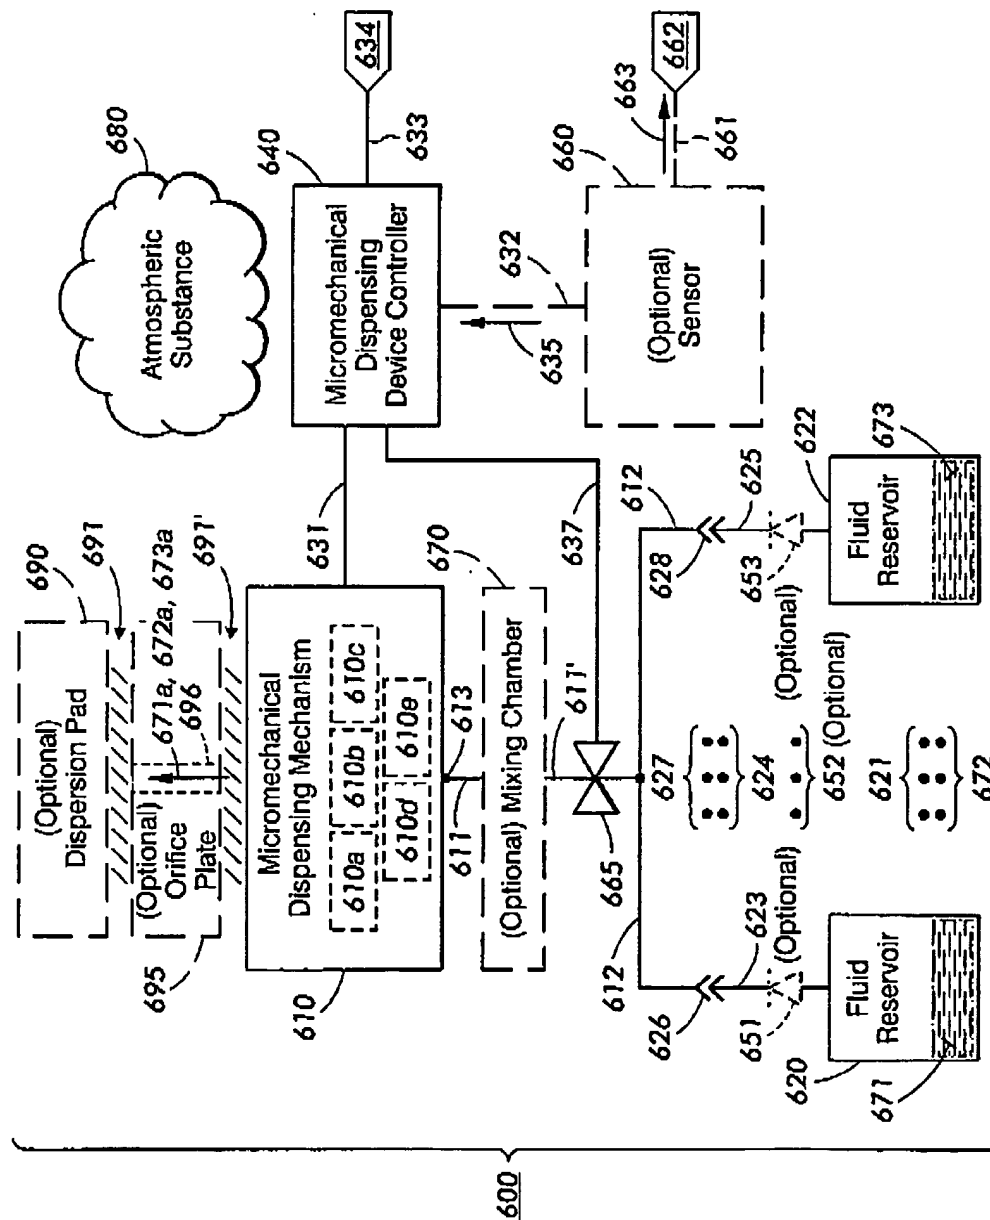 600
690
691
671a, 672a, 673a
696
691'
(Optional)
Dispersion Pad
(Optional)
Orifice
Plate
695
680
Atmospheric
Substance
610
Micromechanical
Dispensing Mechanism
610a
610b
610c
610d
610e
631
640
Micromechanical
Dispensing
Device Controller
633
634
613
611
670
(Optional) Mixing Chamber
611'
665
637
632
635
660
(Optional)
Sensor
663
662
661
612
612
626
623
651
(Optional)
620
Fluid
Reservoir
671
627
624
652 (Optional)
621
672
628
625
653
(Optional)
622
Fluid
Reservoir
673